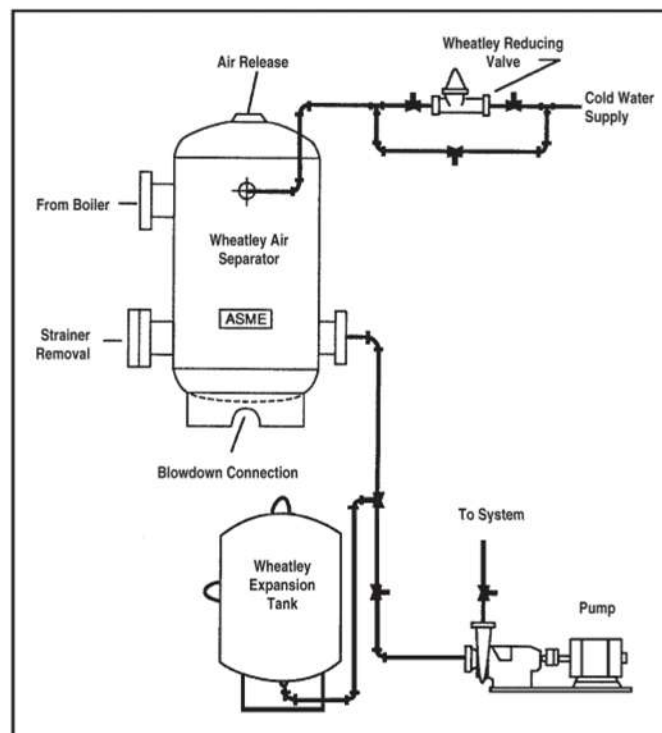 Air Release
Wheatley Reducing
Valve
Cold Water
Supply
From Boiler
Wheatley Air
Separator
ASME
Strainer
Removal
Blowdown Connection
To System
Wheatley
Expansion
Tank
Pump